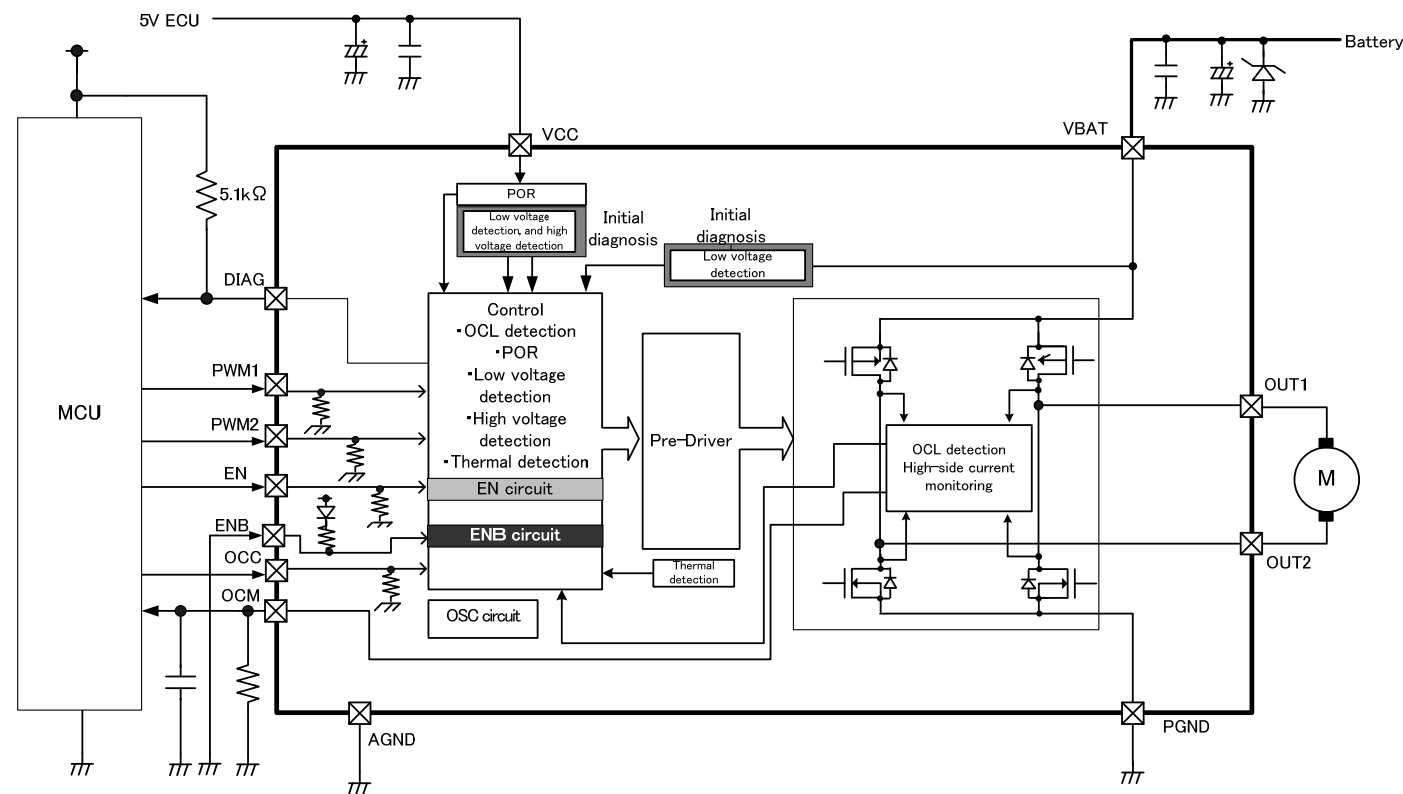 5V ECU
Battery
VCC
VBAT
POR
5.1kΩ
Low voltage
detection, and high
voltage detection
Initial
diagnosis
Initial
diagnosis
Low voltage
detection
DIAG
Control
・OCL detection
・POR
・Low voltage
detection
・High voltage
detection
・Thermal detection
PWM1
MCU
PWM2
Pre-Driver
OCL detection
High-side current
monitoring
OUT1
M
EN
EN circuit
ENB
ENB circuit
OCC
Thermal
detection
OUT2
OCM
OSC circuit
AGND
PGND